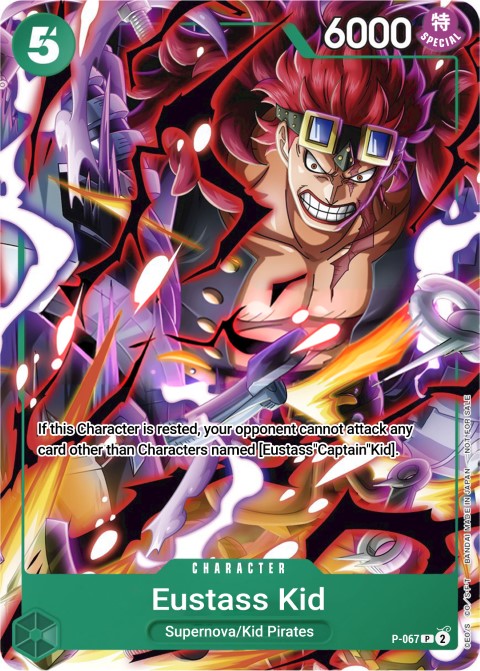 5
6000
特
SPECIAL
If this Character is rested, your opponent cannot attack any
card other than Characters named [Eustass"Captain"Kid].
CHARACTER
Eustass Kid
Supernova/Kid Pirates
P-067 P 2
BANDAI MADE IN JAPAN
NOT FOR SALE